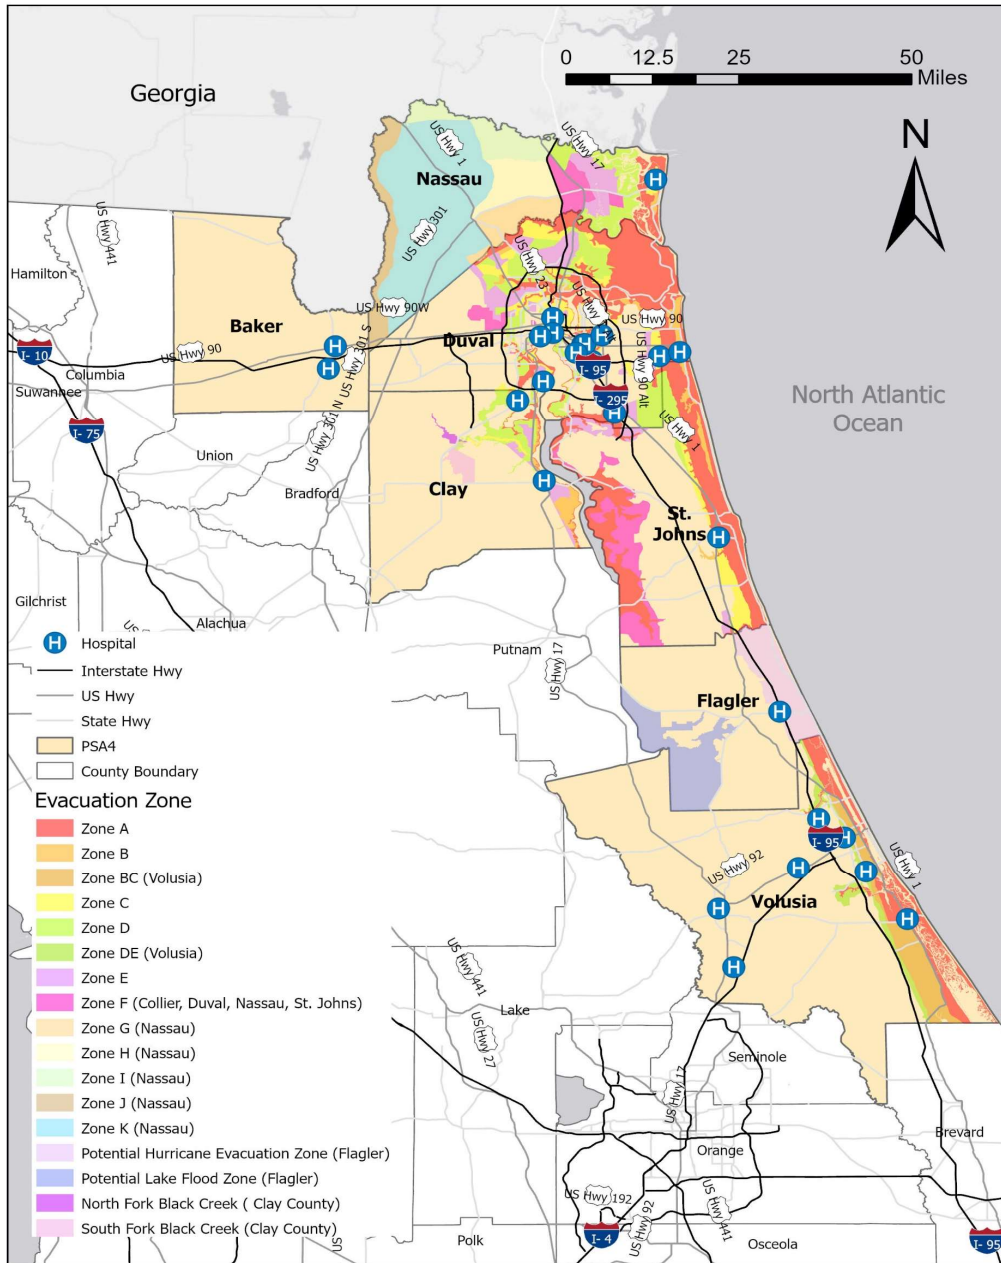 0 12.5 25 50
Miles
Georgia
N
US Hwy 1
US Hwy 17
Nassau
US Hwy 441
US Hwy 301
Hamilton
US Hwy 23
US Hwy 90W
US Hwy 90
Baker
Duval
I- 10
US Hwy 90
Columbia
Suwannee
US Hwy 301 S
I- 95
US Hwy 90 Alt
I- 295
North Atlantic
Ocean
I- 75
US Hwy 301 N
US Hwy 1
Union
Bradford
Clay
St.
Johns
Gilchrist
Alachua
Putnam
US Hwy 17
Flagler
H Hospital
Interstate Hwy
US Hwy
State Hwy
PSA4
County Boundary
Evacuation Zone
Zone A
Zone B
Zone BC (Volusia)
Zone C
Zone D
Zone DE (Volusia)
Zone E
Zone F (Collier, Duval, Nassau, St. Johns)
Zone G (Nassau)
Zone H (Nassau)
Zone I (Nassau)
Zone J (Nassau)
Zone K (Nassau)
Potential Hurricane Evacuation Zone (Flagler)
Potential Lake Flood Zone (Flagler)
North Fork Black Creek ( Clay County)
South Fork Black Creek (Clay County)
I- 95
US Hwy 1
US Hwy 92
Volusia
US Hwy 441
Lake
US Hwy 27
Seminole
US Hwy 17
Orange
Brevard
US Hwy 192
US Hwy 92
US Hwy 441
I- 4
Polk
Osceola
I- 95